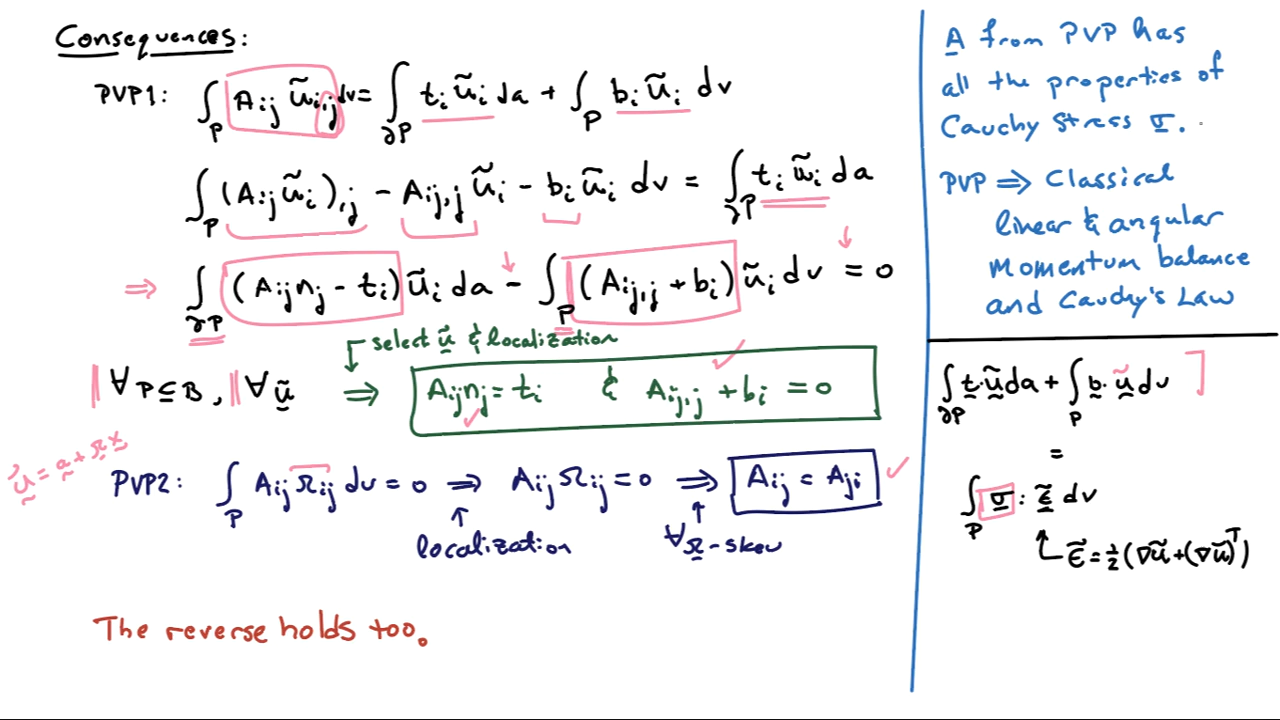 Consequences:
PVP1: ∫_P A_ij ũ_i,j dv = ∫_∂P t_i ũ_i da + ∫_P b_i ũ_i dv
∫_P (A_ij ũ_i),j − A_ij,j ũ_i − b_i ũ_i dv = ∫_∂P t_i ũ_i da
⇒ ∫_∂P (A_ij n_j − t_i) ũ_i da − ∫_P (A_ij,j + b_i) ũ_i dv = 0
select ũ & localization
∀ P ⊆ B, ∀ ũ ⇒ A_ij n_j = t_i & A_ij,j + b_i = 0
ũ = a + Ω x
PVP2: ∫_P A_ij Ω_ij dv = 0 ⇒ A_ij Ω_ij = 0 ⇒ A_ij = A_ji
localization
∀ Ω - skew
The reverse holds too.
A from PVP has
all the properties of
Cauchy Stress σ.
PVP ⇒ Classical
linear & angular
Momentum balance
and Cauchy's Law
∫_∂P t · ũ da + ∫_P b · ũ dv
=
∫_P σ : ε̃ dv
ε̃ = ½ (∇ũ + (∇ũ)^T)